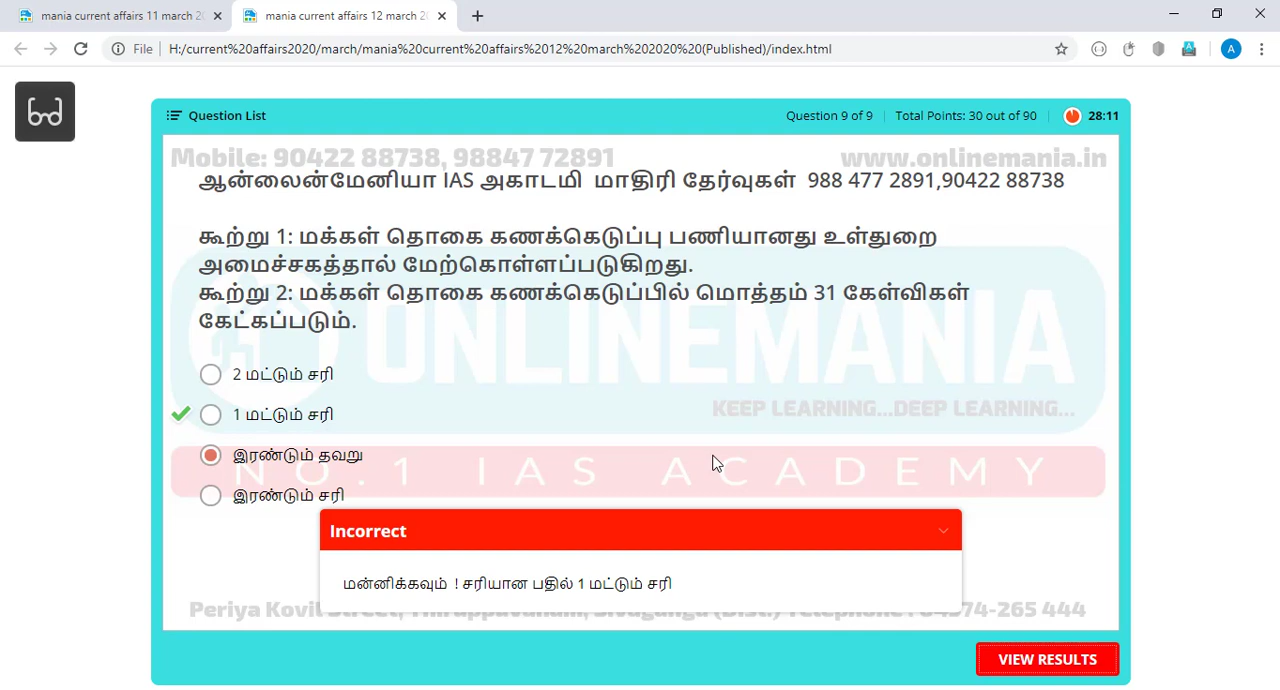 mania current affairs 11 march 2
mania current affairs 12 march 20
File H:/current%20affairs2020/march/mania%20current%20affairs%2012%20march%202020%20(Published)/index.html
A
Question List Question 9 of 9 Total Points: 30 out of 90 28:11
Mobile: 90422 88738, 98847 72891 www.onlinemania.in
ஆன்லைன்மேனியா IAS அகாடமி மாதிரி தேர்வுகள் 988 477 2891,90422 88738
கூற்று 1: மக்கள் தொகை கணக்கெடுப்பு பணியானது உள்துறை
அமைச்சகத்தால் மேற்கொள்ளப்படுகிறது.
கூற்று 2: மக்கள் தொகை கணக்கெடுப்பில் மொத்தம் 31 கேள்விகள்
கேட்கப்படும்.
ONLINEMANIA
2 மட்டும் சரி
KEEP LEARNING...DEEP LEARNING...
1 மட்டும் சரி
இரண்டும் தவறு
NO.1 IAS ACADEMY
இரண்டும் சரி
Incorrect
மன்னிக்கவும் ! சரியான பதில் 1 மட்டும் சரி
Periya Kovil Street, Thiruppuvanam, Sivaganga (Dist.) Telephone : 04574-265 444
VIEW RESULTS